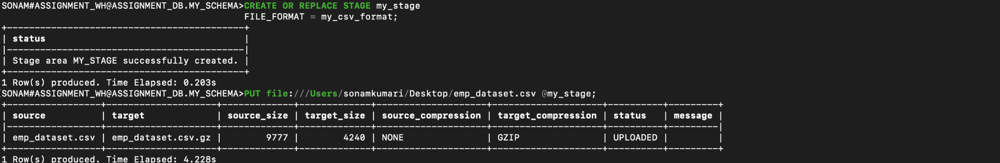 SONAM#ASSIGNMENT_WH@ASSIGNMENT_DB.MY_SCHEMA>CREATE OR REPLACE STAGE my_stage
FILE_FORMAT = my_csv_format;
+-------------------------------------------+
| status                                    |
|-------------------------------------------|
| Stage area MY_STAGE successfully created. |
+-------------------------------------------+
1 Row(s) produced. Time Elapsed: 0.203s
SONAM#ASSIGNMENT_WH@ASSIGNMENT_DB.MY_SCHEMA>PUT file:///Users/sonamkumari/Desktop/emp_dataset.csv @my_stage;
+-----------------+--------------------+-------------+-------------+--------------------+--------------------+----------+---------+
| source          | target             | source_size | target_size | source_compression | target_compression | status   | message |
|-----------------+--------------------+-------------+-------------+--------------------+--------------------+----------+---------|
| emp_dataset.csv | emp_dataset.csv.gz |        9777 |        4240 | NONE               | GZIP               | UPLOADED |         |
+-----------------+--------------------+-------------+-------------+--------------------+--------------------+----------+---------+
1 Row(s) produced. Time Elapsed: 4.228s